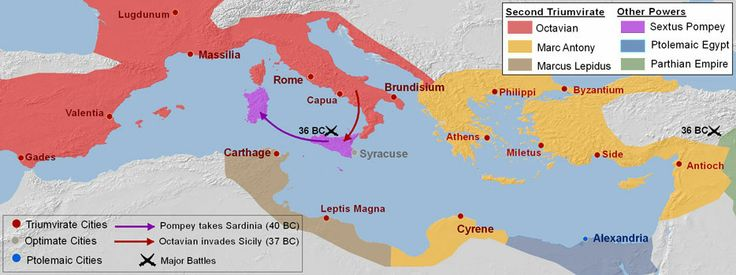 Second Triumvirate
Octavian
Marc Antony
Marcus Lepidus
Other Powers
Sextus Pompey
Ptolemaic Egypt
Parthian Empire
Lugdunum
Massilia
Rome
Capua
Brundisium
Philippi
Byzantium
Valentia
36 BC
36 BC
Athens
Miletus
Side
Antioch
Gades
Carthage
Syracuse
Leptis Magna
Cyrene
Alexandria
Triumvirate Cities
Optimate Cities
Ptolemaic Cities
Pompey takes Sardinia (40 BC)
Octavian invades Sicily (37 BC)
Major Battles